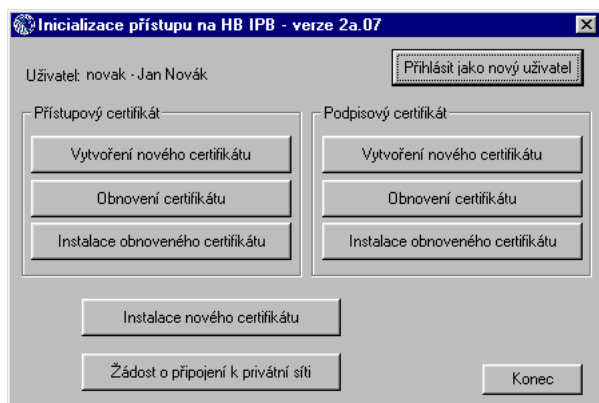 Inicializace přístupu na HB IPB - verze 2a.07
Uživatel: novak - Jan Novák
Přihlásit jako nový uživatel
Přístupový certifikát
Vytvoření nového certifikátu
Obnovení certifikátu
Instalace obnoveného certifikátu
Podpisový certifikát
Vytvoření nového certifikátu
Obnovení certifikátu
Instalace obnoveného certifikátu
Instalace nového certifikátu
Žádost o připojení k privátní síti
Konec